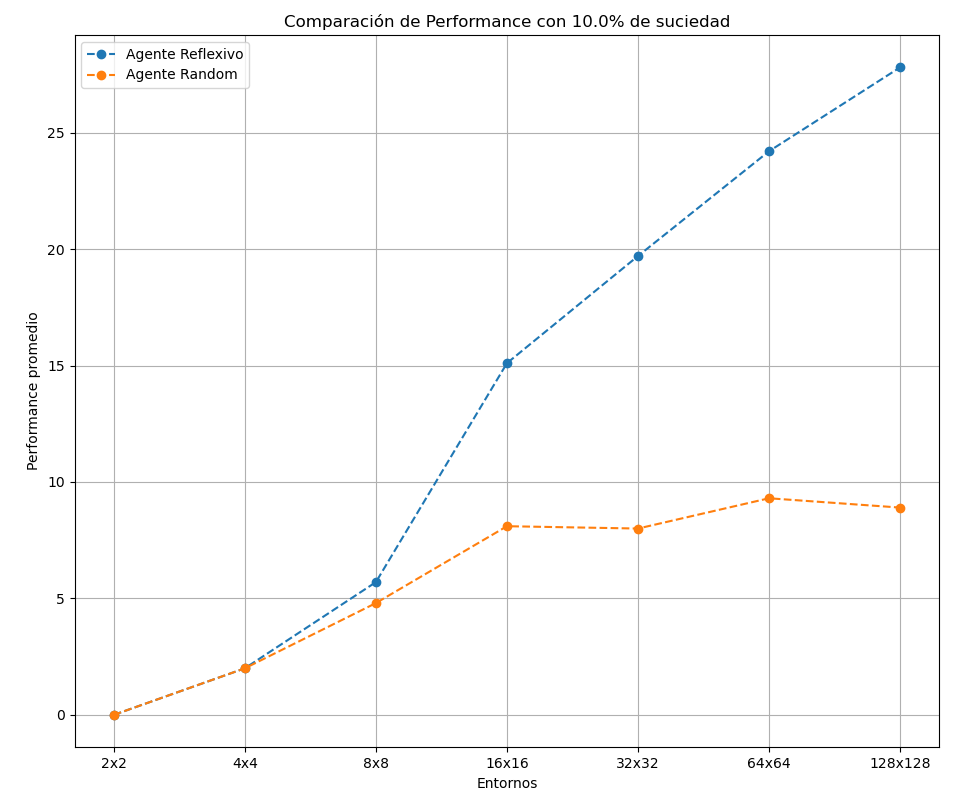 Comparación de Performance con 10.0% de suciedad
Agente Reflexivo
Agente Random
Performance promedio
25
20
15
10
5
0
2x2 4x4 8x8 16x16 32x32 64x64 128x128
Entornos